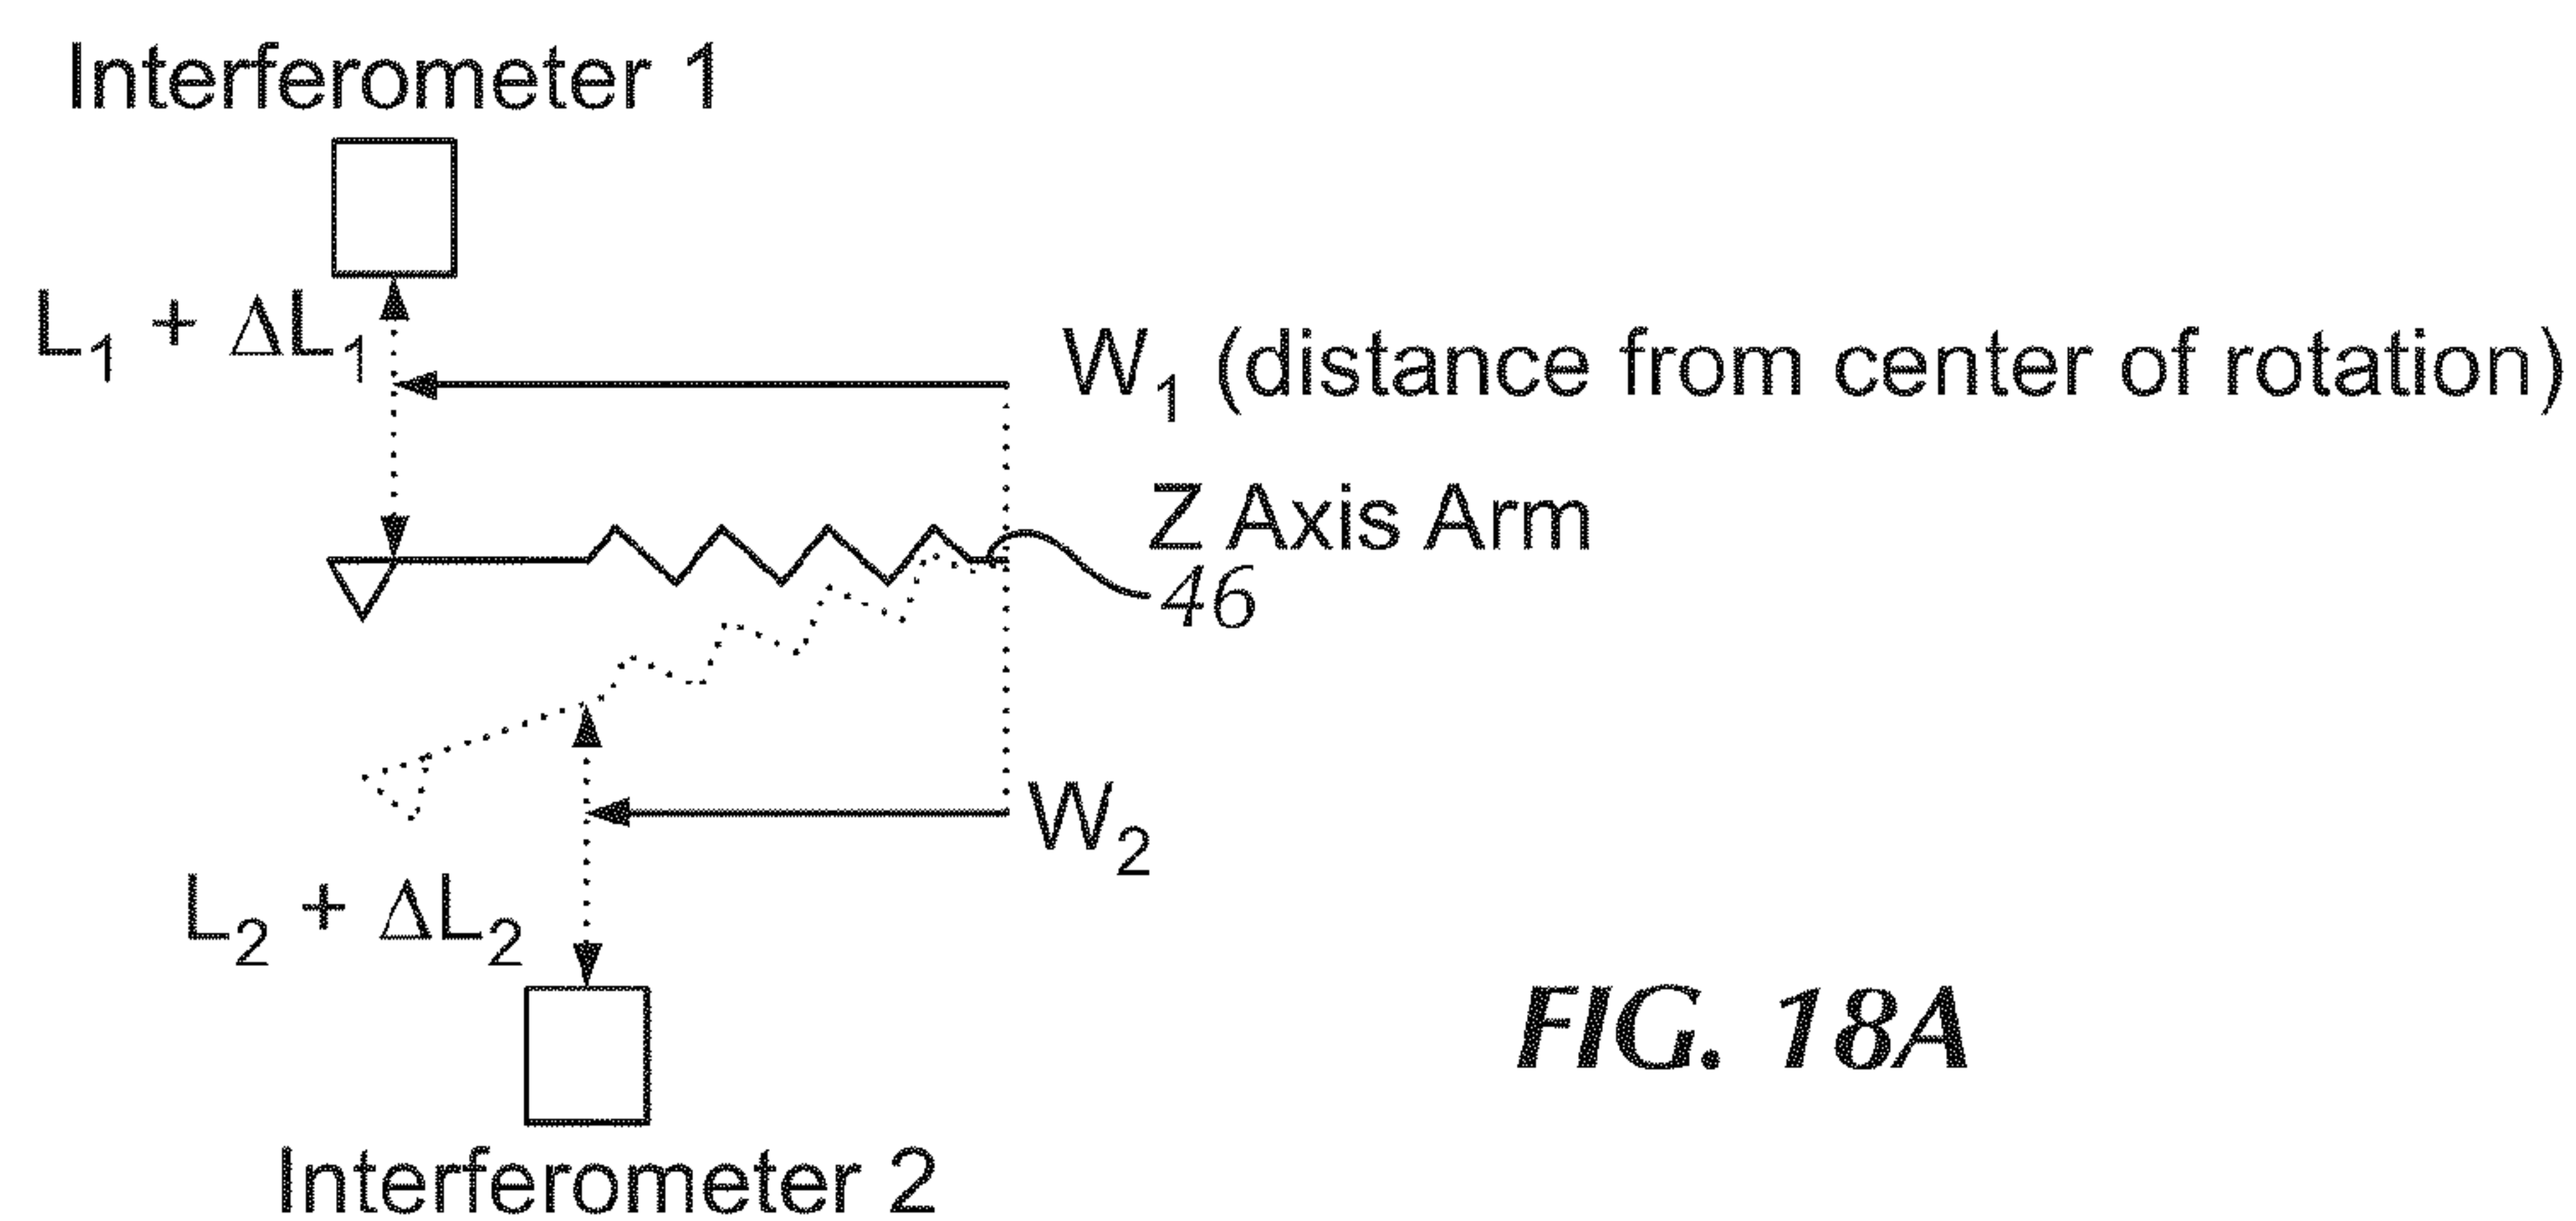 Interferometer 1
L₁ + ΔL₁
W₁ (distance from center of rotation)
Z Axis Arm
46
W₂
L₂ + ΔL₂
Interferometer 2
FIG. 18A